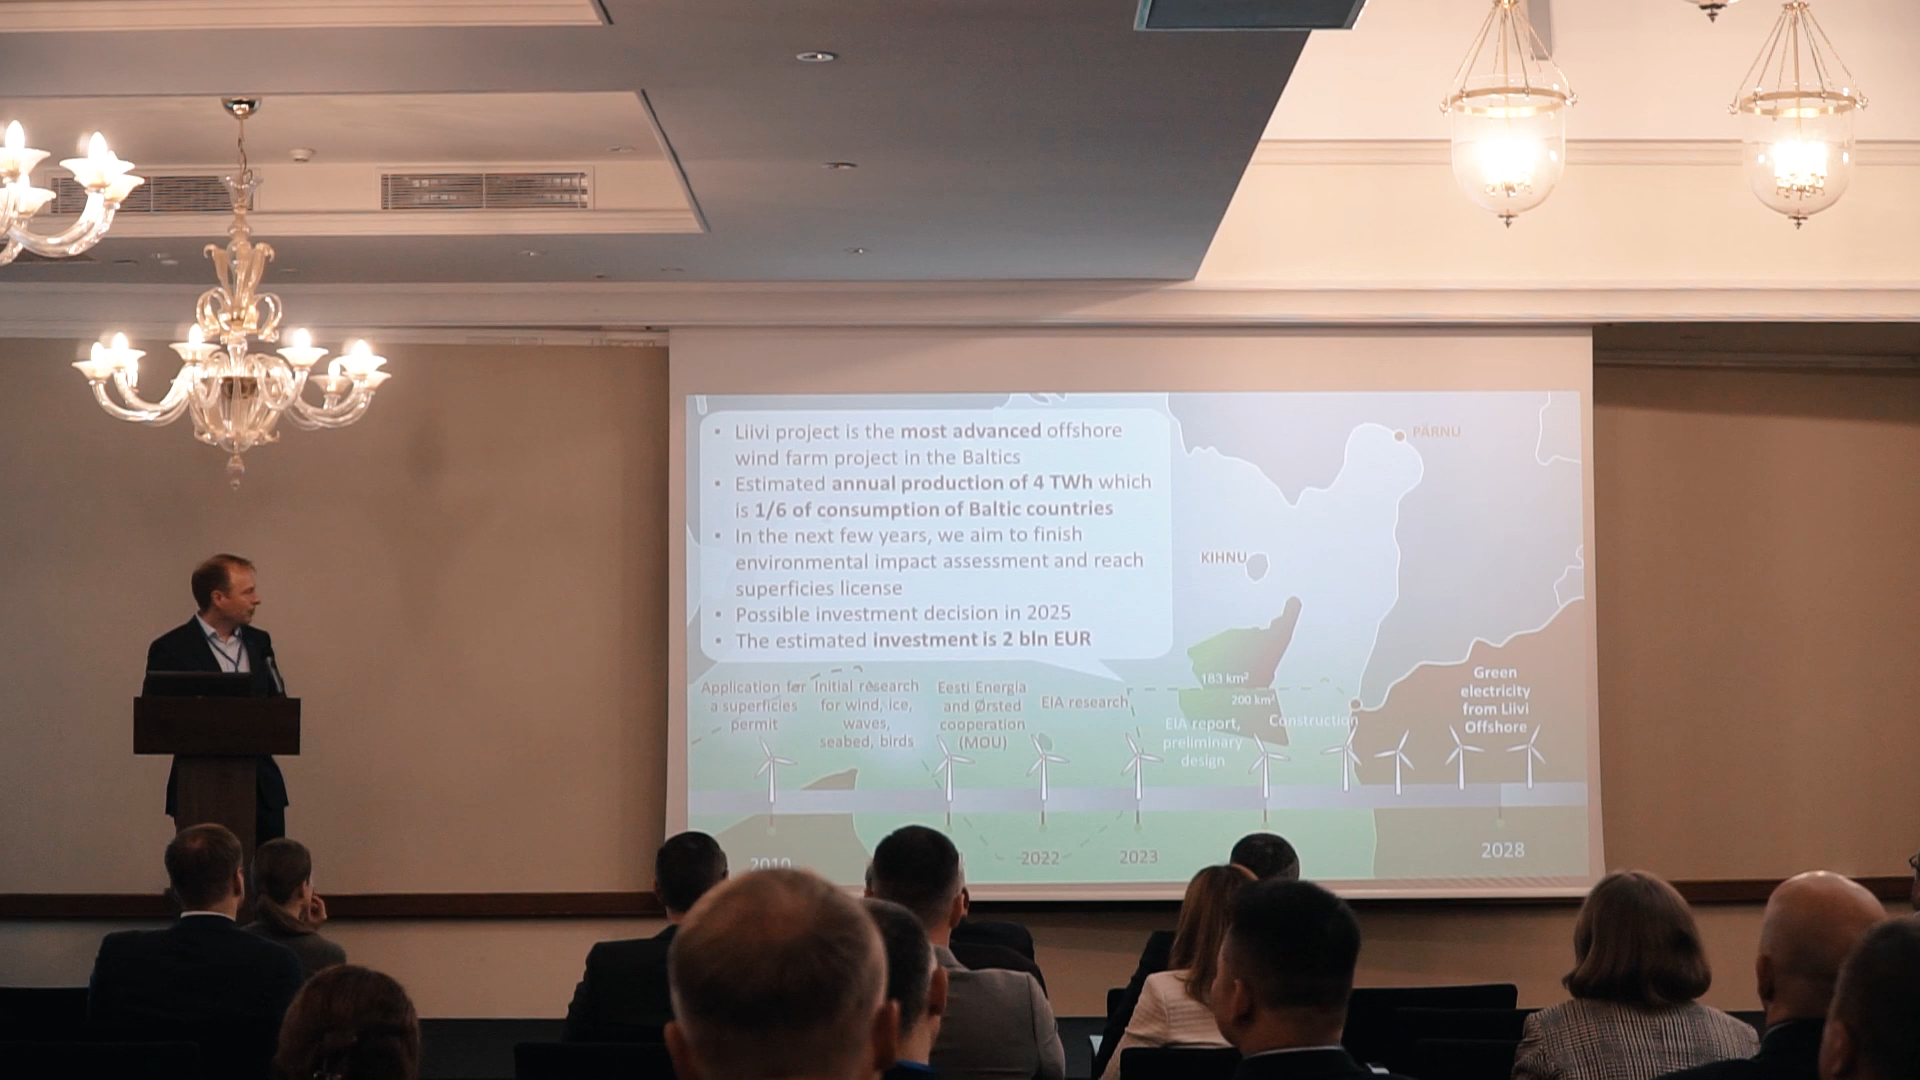 • Liivi project is the most advanced offshore
wind farm project in the Baltics
• Estimated annual production of 4 TWh which
is 1/6 of consumption of Baltic countries
• In the next few years, we aim to finish
environmental impact assessment and reach
superficies license
• Possible investment decision in 2025
• The estimated investment is 2 bln EUR
PÄRNU
KIHNU
183 km²
200 km²
Application for
a superficies
permit
Initial research
for wind, ice,
waves,
seabed, birds
Eesti Energia
and Ørsted
cooperation
(MOU)
EIA research
EIA report,
preliminary
design
Construction
Green
electricity
from Liivi
Offshore
2010
2022
2023
2028